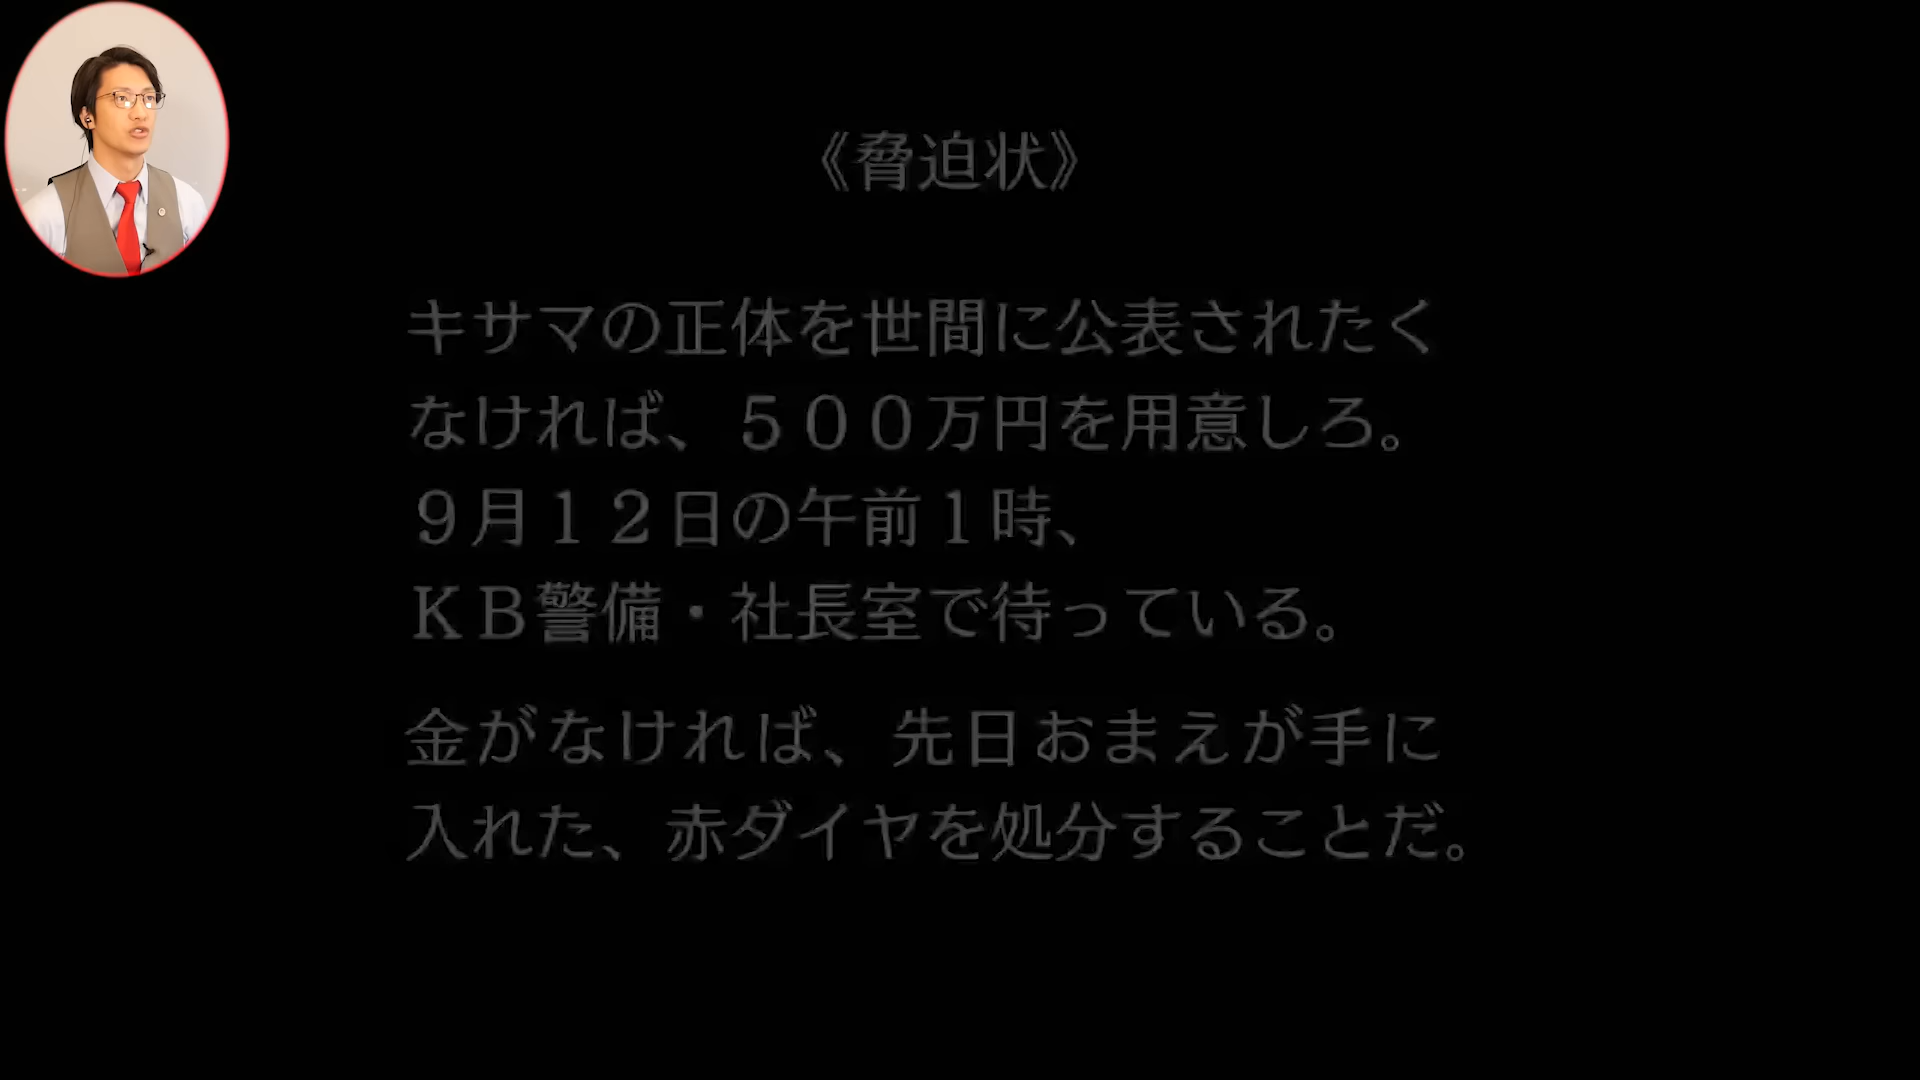 《脅迫状》
キサマの正体を世間に公表されたく
なければ、５００万円を用意しろ。
９月１２日の午前１時、
ＫＢ警備・社長室で待っている。
金がなければ、先日おまえが手に
入れた、赤ダイヤを処分することだ。